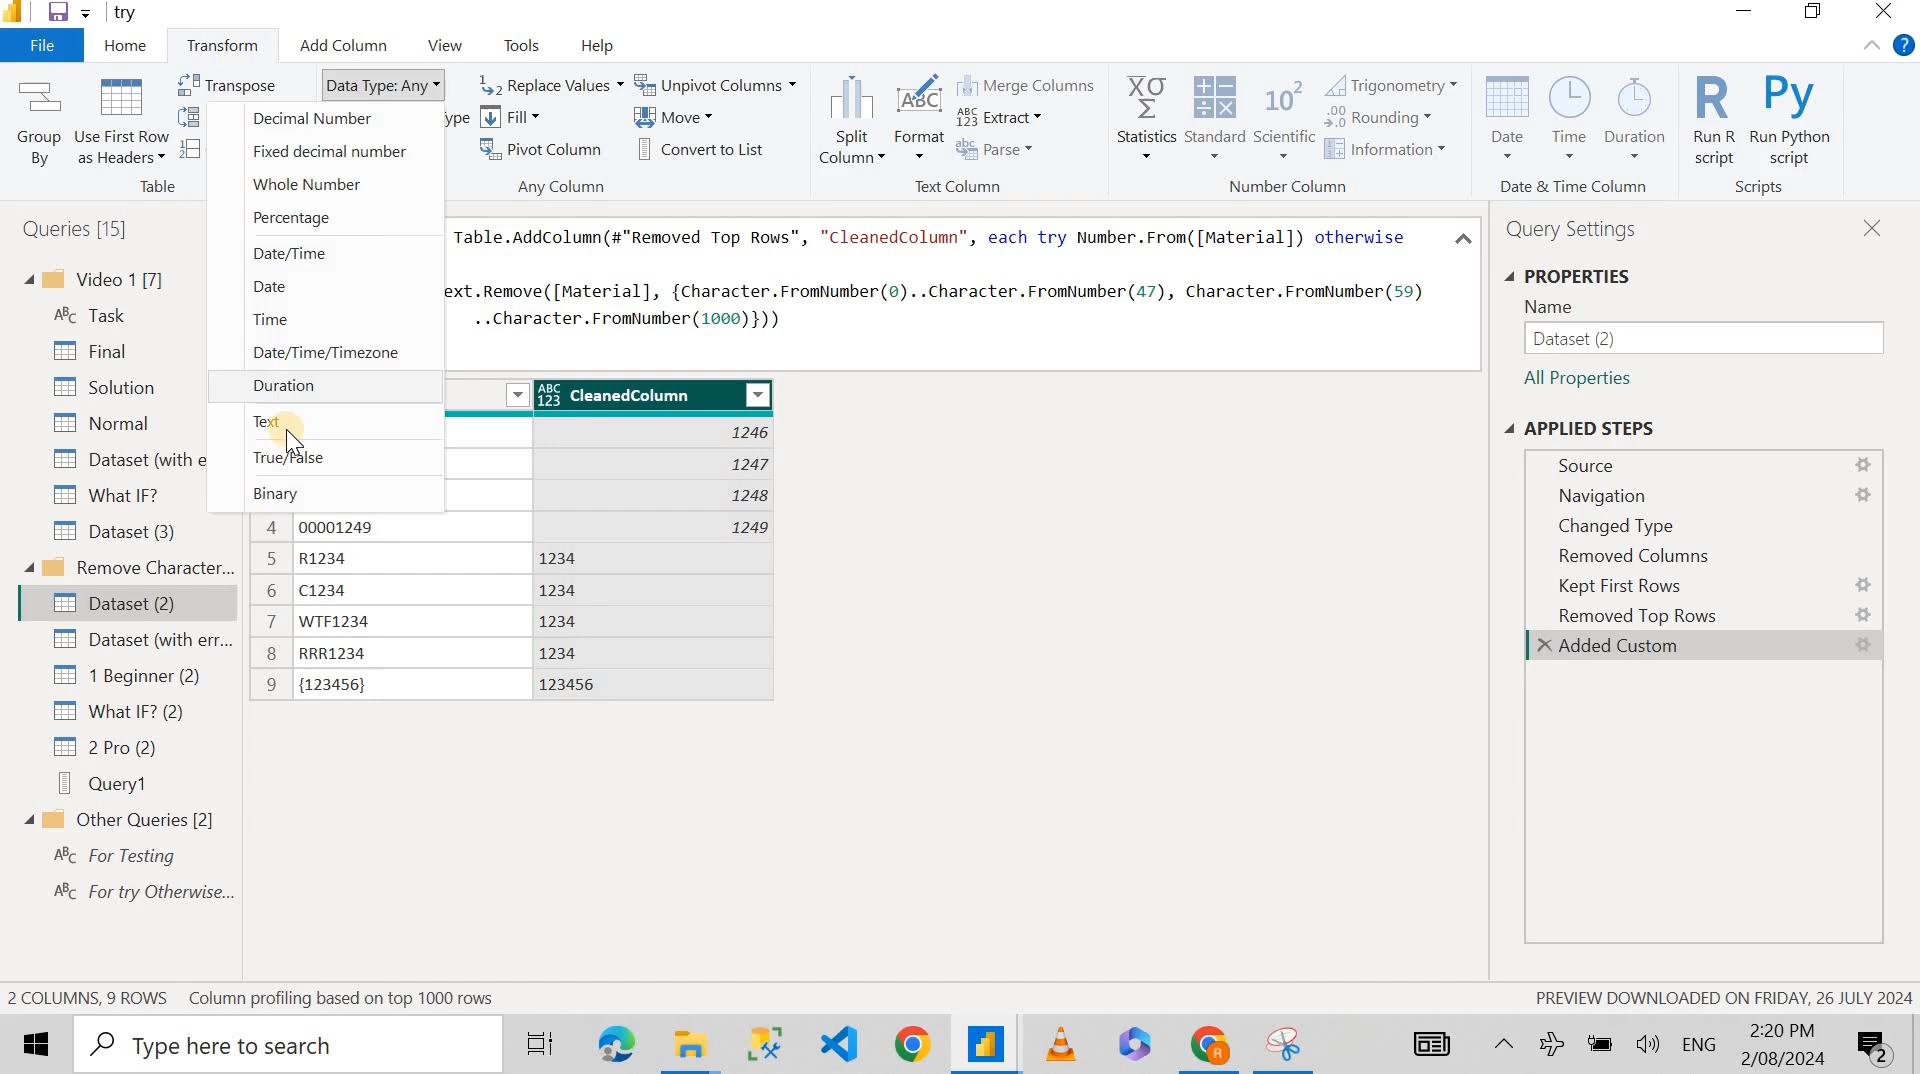 try
File
Home
Transform
Add Column
View
Tools
Help
Group By
Use First Row as Headers
Transpose
Table
Data Type: Any
ype
Replace Values
Fill
Pivot Column
Unpivot Columns
Move
Convert to List
Any Column
Split Column
Format
Merge Columns
Extract
Parse
Text Column
Statistics
Standard
Scientific
Trigonometry
Rounding
Information
Number Column
Date
Time
Duration
Date & Time Column
Run R script
Run Python script
Scripts
Decimal Number
Fixed decimal number
Whole Number
Percentage
Date/Time
Date
Time
Date/Time/Timezone
Duration
Text
True/False
Binary
Queries [15]
Video 1 [7]
Task
Final
Solution
Normal
Dataset (with e
What IF?
Dataset (3)
Remove Character...
Dataset (2)
Dataset (with err...
1 Beginner (2)
What IF? (2)
2 Pro (2)
Query1
Other Queries [2]
For Testing
For try Otherwise...
Table.AddColumn(#"Removed Top Rows", "CleanedColumn", each try Number.From([Material]) otherwise
ext.Remove([Material], {Character.FromNumber(0)..Character.FromNumber(47), Character.FromNumber(59)
..Character.FromNumber(1000)}))
ABC 123 CleanedColumn
1246
1247
1248
4 00001249 1249
5 R1234 1234
6 C1234 1234
7 WTF1234 1234
8 RRR1234 1234
9 {123456} 123456
Query Settings
PROPERTIES
Name
Dataset (2)
All Properties
APPLIED STEPS
Source
Navigation
Changed Type
Removed Columns
Kept First Rows
Removed Top Rows
Added Custom
2 COLUMNS, 9 ROWS Column profiling based on top 1000 rows
PREVIEW DOWNLOADED ON FRIDAY, 26 JULY 2024
Type here to search
ENG
2:20 PM
2/08/2024
2